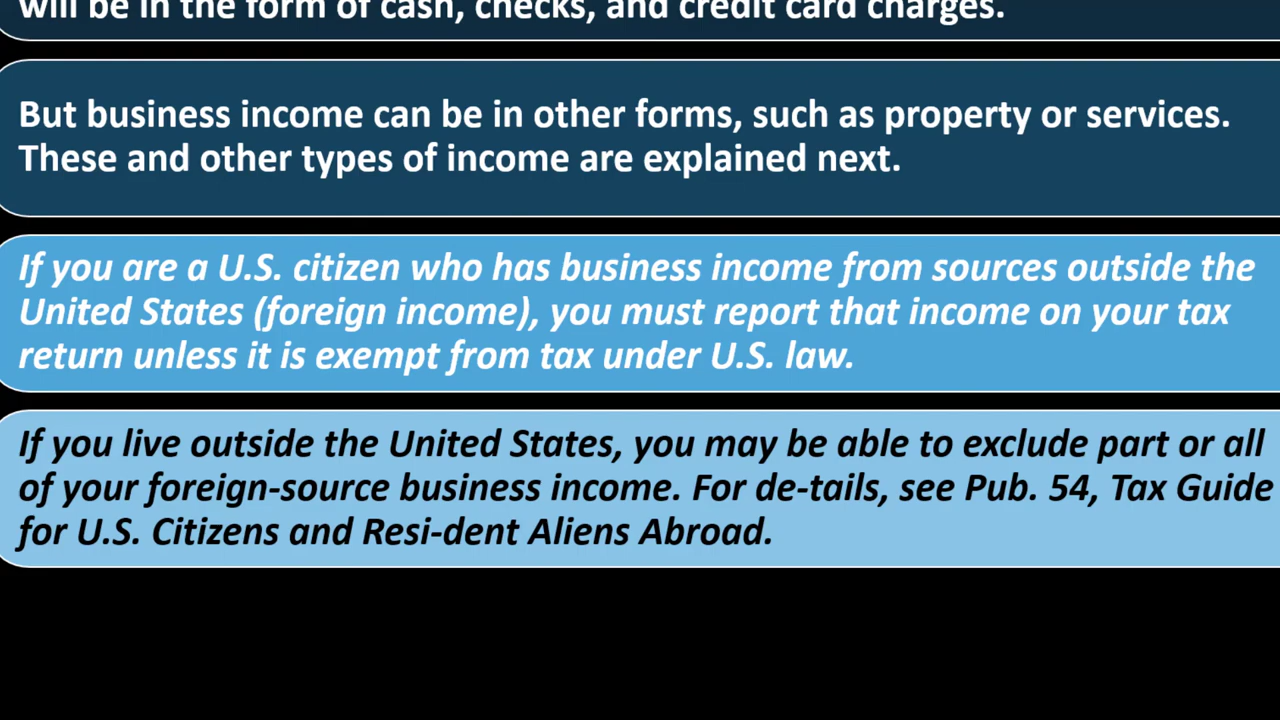 will be in the form of cash, checks, and credit card charges.
But business income can be in other forms, such as property or services.
These and other types of income are explained next.
If you are a U.S. citizen who has business income from sources outside the
United States (foreign income), you must report that income on your tax
return unless it is exempt from tax under U.S. law.
If you live outside the United States, you may be able to exclude part or all
of your foreign-source business income. For de-tails, see Pub. 54, Tax Guide
for U.S. Citizens and Resi-dent Aliens Abroad.